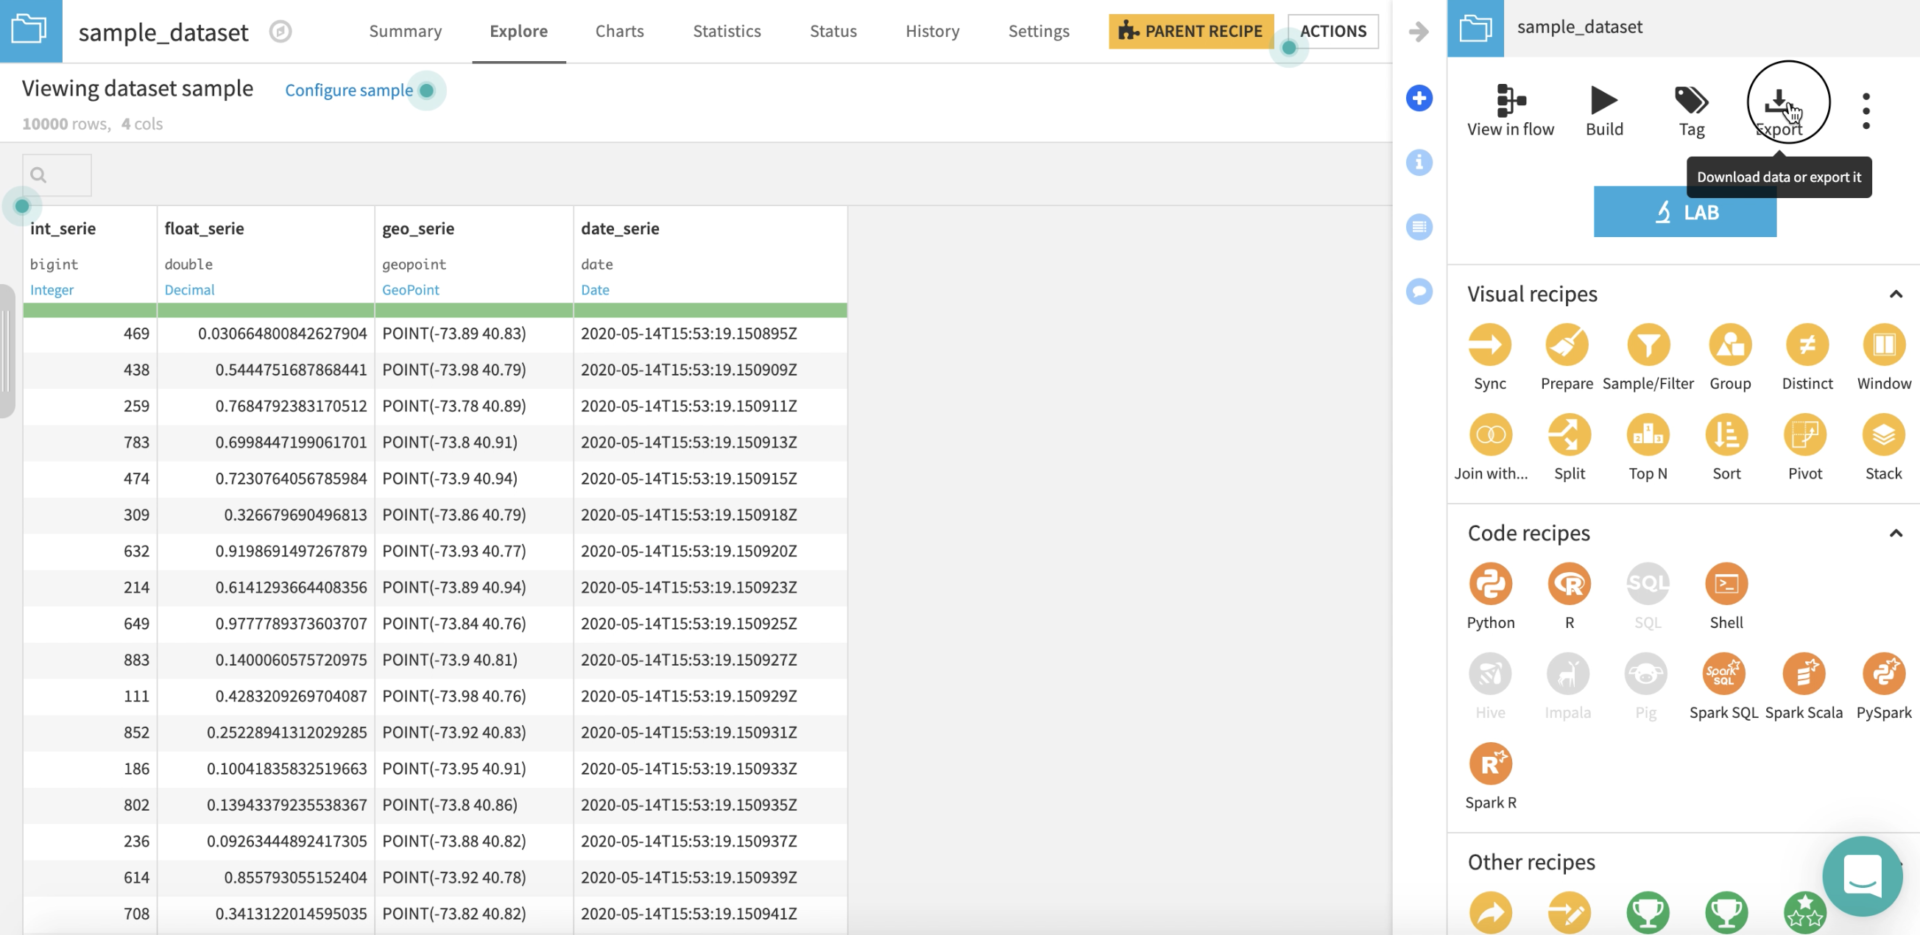 sample_dataset
Summary
Explore
Charts
Statistics
Status
History
Settings
PARENT RECIPE
ACTIONS
Viewing dataset sample
Configure sample
10000 rows, 4 cols
int_serie float_serie geo_serie date_serie
bigint double geopoint date
Integer Decimal GeoPoint Date
469 0.030664800842627904 POINT(-73.89 40.83) 2020-05-14T15:53:19.150895Z
438 0.5444751687868441 POINT(-73.98 40.79) 2020-05-14T15:53:19.150909Z
259 0.7684792383170512 POINT(-73.78 40.89) 2020-05-14T15:53:19.150911Z
783 0.6998447199061701 POINT(-73.8 40.91) 2020-05-14T15:53:19.150913Z
474 0.7230764056785984 POINT(-73.9 40.94) 2020-05-14T15:53:19.150915Z
309 0.326679690496813 POINT(-73.86 40.79) 2020-05-14T15:53:19.150918Z
632 0.9198691497267879 POINT(-73.93 40.77) 2020-05-14T15:53:19.150920Z
214 0.6141293664408356 POINT(-73.89 40.94) 2020-05-14T15:53:19.150923Z
649 0.9777789373603707 POINT(-73.84 40.76) 2020-05-14T15:53:19.150925Z
883 0.1400060575720975 POINT(-73.9 40.81) 2020-05-14T15:53:19.150927Z
111 0.4283209269704087 POINT(-73.98 40.76) 2020-05-14T15:53:19.150929Z
852 0.25228941312029285 POINT(-73.92 40.83) 2020-05-14T15:53:19.150931Z
186 0.10041835832519663 POINT(-73.95 40.91) 2020-05-14T15:53:19.150933Z
802 0.13943379235538367 POINT(-73.8 40.86) 2020-05-14T15:53:19.150935Z
236 0.09263444892417305 POINT(-73.88 40.82) 2020-05-14T15:53:19.150937Z
614 0.855793055152404 POINT(-73.92 40.78) 2020-05-14T15:53:19.150939Z
708 0.3413122014595035 POINT(-73.82 40.82) 2020-05-14T15:53:19.150941Z
sample_dataset
View in flow
Build
Tag
Export
Download data or export it
LAB
Visual recipes
Sync Prepare Sample/Filter Group Distinct Window
Join with... Split Top N Sort Pivot Stack
Code recipes
SQL
Python R SQL Shell
Spark SQL
Hive Impala Pig Spark SQL Spark Scala PySpark
Spark R
Other recipes